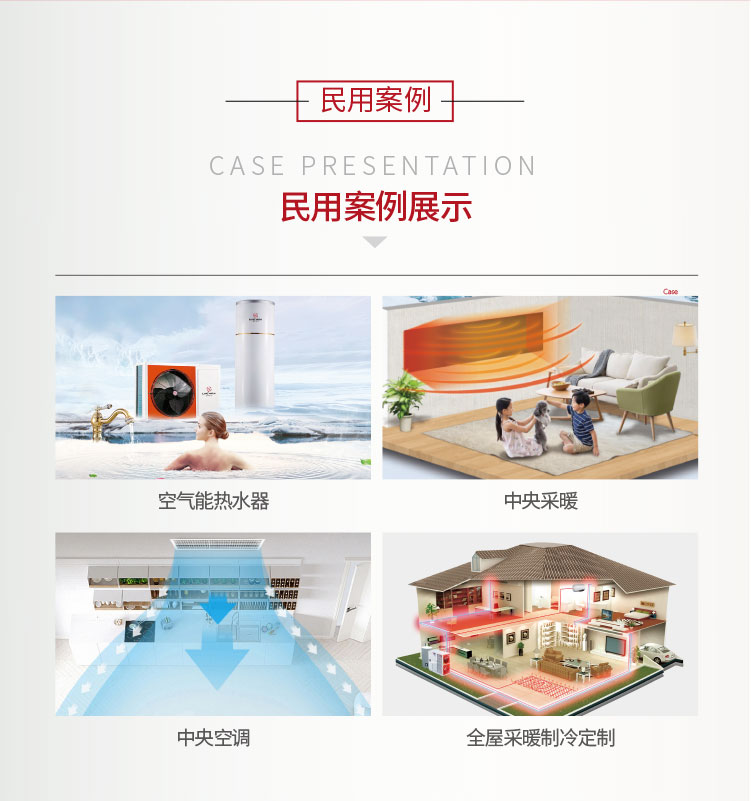 民用案例
CASE PRESENTATION
民用案例展示
Case
空气能热水器
中央采暖
中央空调
全屋采暖制冷定制